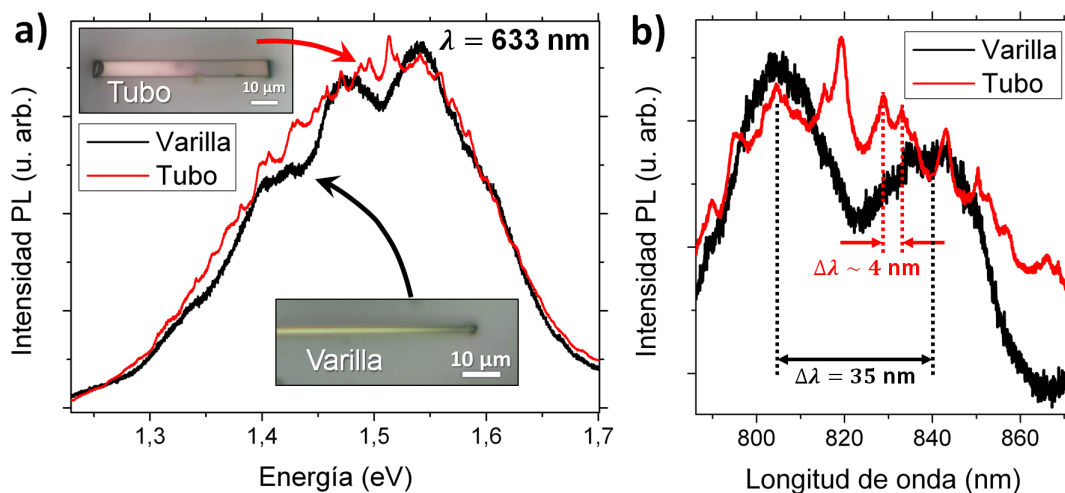 a)
λ = 633 nm
Tubo
10 µm
Varilla
Tubo
Varilla
10 µm
Intensidad PL (u. arb.)
1,3
1,4
1,5
1,6
1,7
Energía (eV)
b)
Varilla
Tubo
Δλ ~ 4 nm
Δλ = 35 nm
Intensidad PL (u. arb.)
800
820
840
860
Longitud de onda (nm)